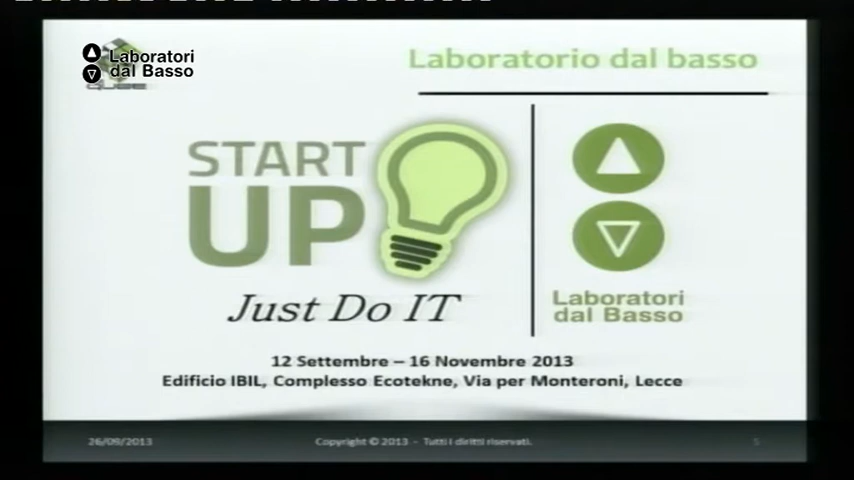 Laboratori
dal Basso
Laboratorio dal basso
START
UP
Just Do IT
Laboratori
dal Basso
12 Settembre – 16 Novembre 2013
Edificio IBIL, Complesso Ecotekne, Via per Monteroni, Lecce
26/09/2013
Copyright © 2013 - Tutti i diritti riservati.
5